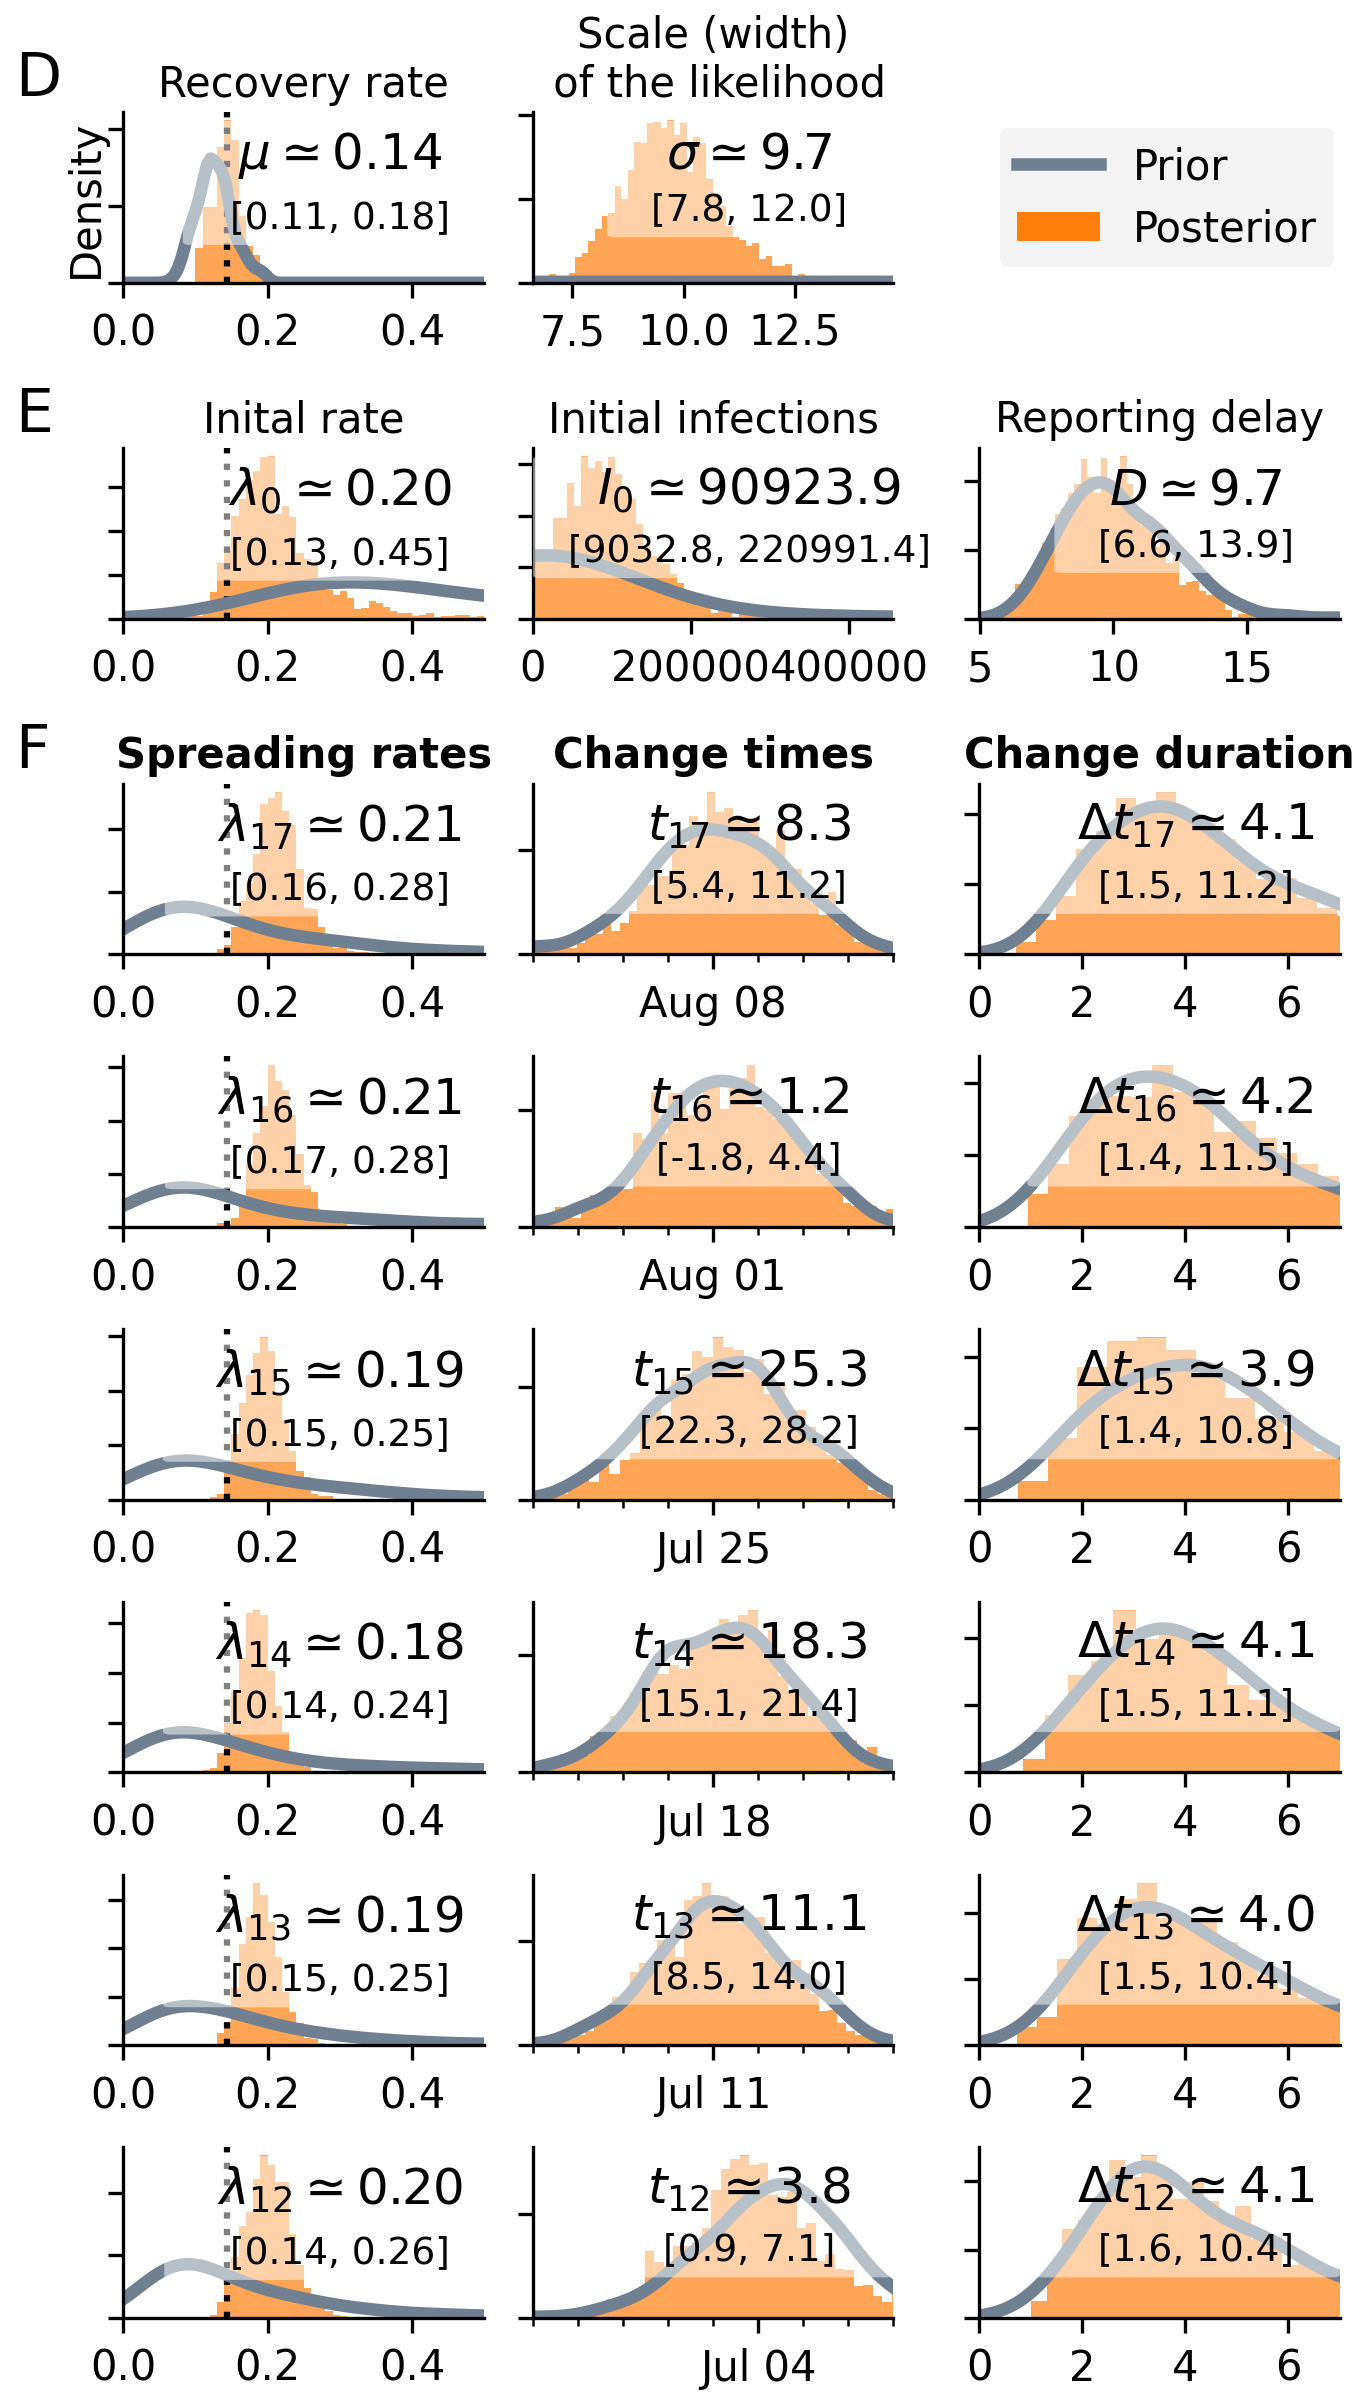 D
Recovery rate
Scale (width)
of the likelihood
Density
μ ≃ 0.14
[0.11, 0.18]
σ ≃ 9.7
[7.8, 12.0]
Prior
Posterior
0.0 0.2 0.4
7.5 10.0 12.5
E
Inital rate
Initial infections
Reporting delay
λ0 ≃ 0.20
[0.13, 0.45]
I0 ≃ 90923.9
[9032.8, 220991.4]
D ≃ 9.7
[6.6, 13.9]
0.0 0.2 0.4
0 200000 400000
5 10 15
F
Spreading rates
Change times
Change duration
λ17 ≃ 0.21
[0.16, 0.28]
t17 ≃ 8.3
[5.4, 11.2]
Δt17 ≃ 4.1
[1.5, 11.2]
0.0 0.2 0.4
Aug 08
0 2 4 6
λ16 ≃ 0.21
[0.17, 0.28]
t16 ≃ 1.2
[-1.8, 4.4]
Δt16 ≃ 4.2
[1.4, 11.5]
0.0 0.2 0.4
Aug 01
0 2 4 6
λ15 ≃ 0.19
[0.15, 0.25]
t15 ≃ 25.3
[22.3, 28.2]
Δt15 ≃ 3.9
[1.4, 10.8]
0.0 0.2 0.4
Jul 25
0 2 4 6
λ14 ≃ 0.18
[0.14, 0.24]
t14 ≃ 18.3
[15.1, 21.4]
Δt14 ≃ 4.1
[1.5, 11.1]
0.0 0.2 0.4
Jul 18
0 2 4 6
λ13 ≃ 0.19
[0.15, 0.25]
t13 ≃ 11.1
[8.5, 14.0]
Δt13 ≃ 4.0
[1.5, 10.4]
0.0 0.2 0.4
Jul 11
0 2 4 6
λ12 ≃ 0.20
[0.14, 0.26]
t12 ≃ 3.8
[0.9, 7.1]
Δt12 ≃ 4.1
[1.6, 10.4]
0.0 0.2 0.4
Jul 04
0 2 4 6